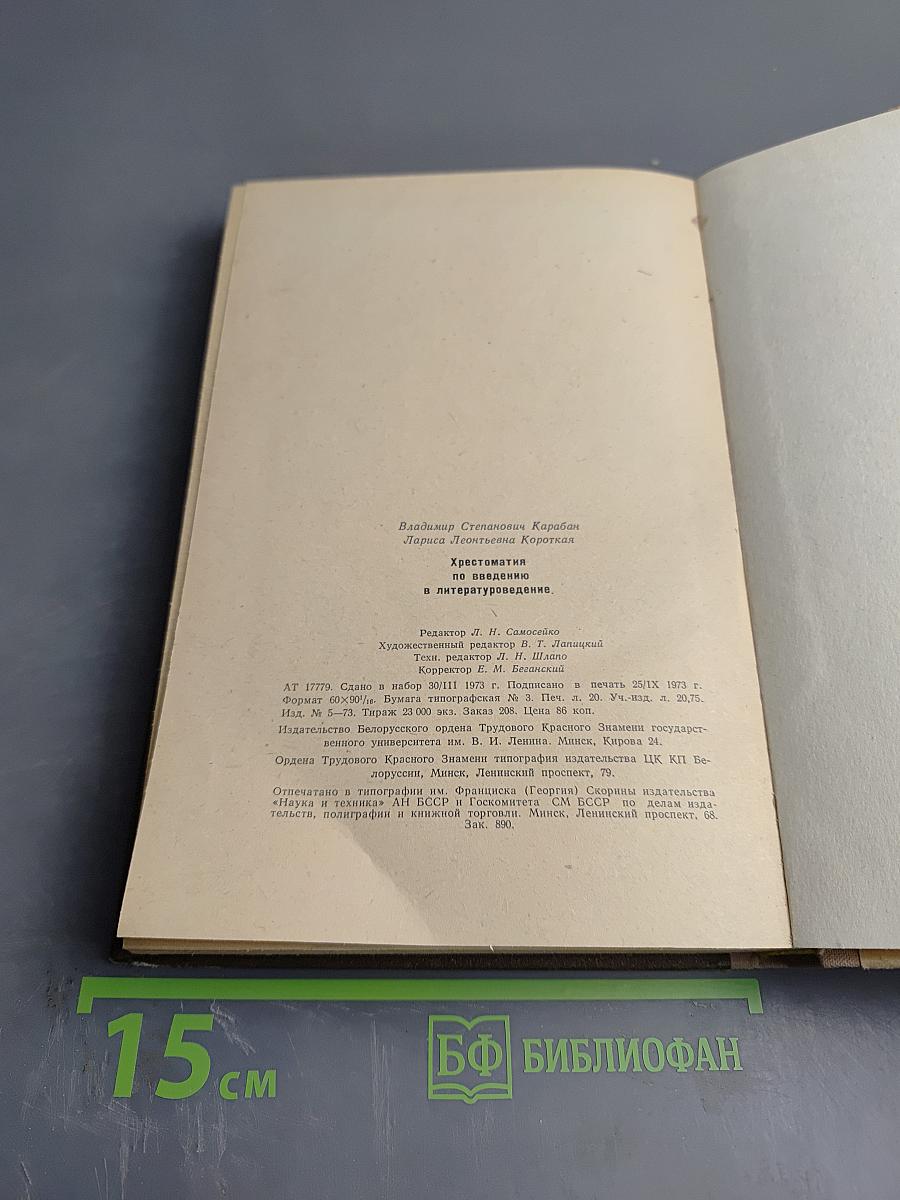 Владимир Степанович Карабан
Лариса Леонтьевна Короткая
Хрестоматия
по введению
в литературоведение.
Редактор Л. Н. Самосейко
Художественный редактор В. Т. Лапицкий
Техн. редактор Л. Н. Шлапо
Корректор Е. М. Беганский
АТ 17779. Сдано в набор 30/III 1973 г. Подписано в печать 25/IX 1973 г.
Формат 60×90¹/₁₆. Бумага типографская № 3. Печ. л. 20. Уч.-изд. л. 20,75.
Изд. № 5—73. Тираж 23 000 экз. Заказ 208. Цена 86 коп.
Издательство Белорусского ордена Трудового Красного Знамени государст-
венного университета им. В. И. Ленина. Минск, Кирова 24.
Ордена Трудового Красного Знамени типография издательства ЦК КП Бе-
лоруссии, Минск, Ленинский проспект, 79.
Отпечатано в типографии им. Франциска (Георгия) Скорины издательства
«Наука и техника» АН БССР и Госкомитета СМ БССР по делам изда-
тельств, полиграфии и книжной торговли. Минск, Ленинский проспект, 68.
Зак. 890.
15 см
БФ БИБЛИОФАН